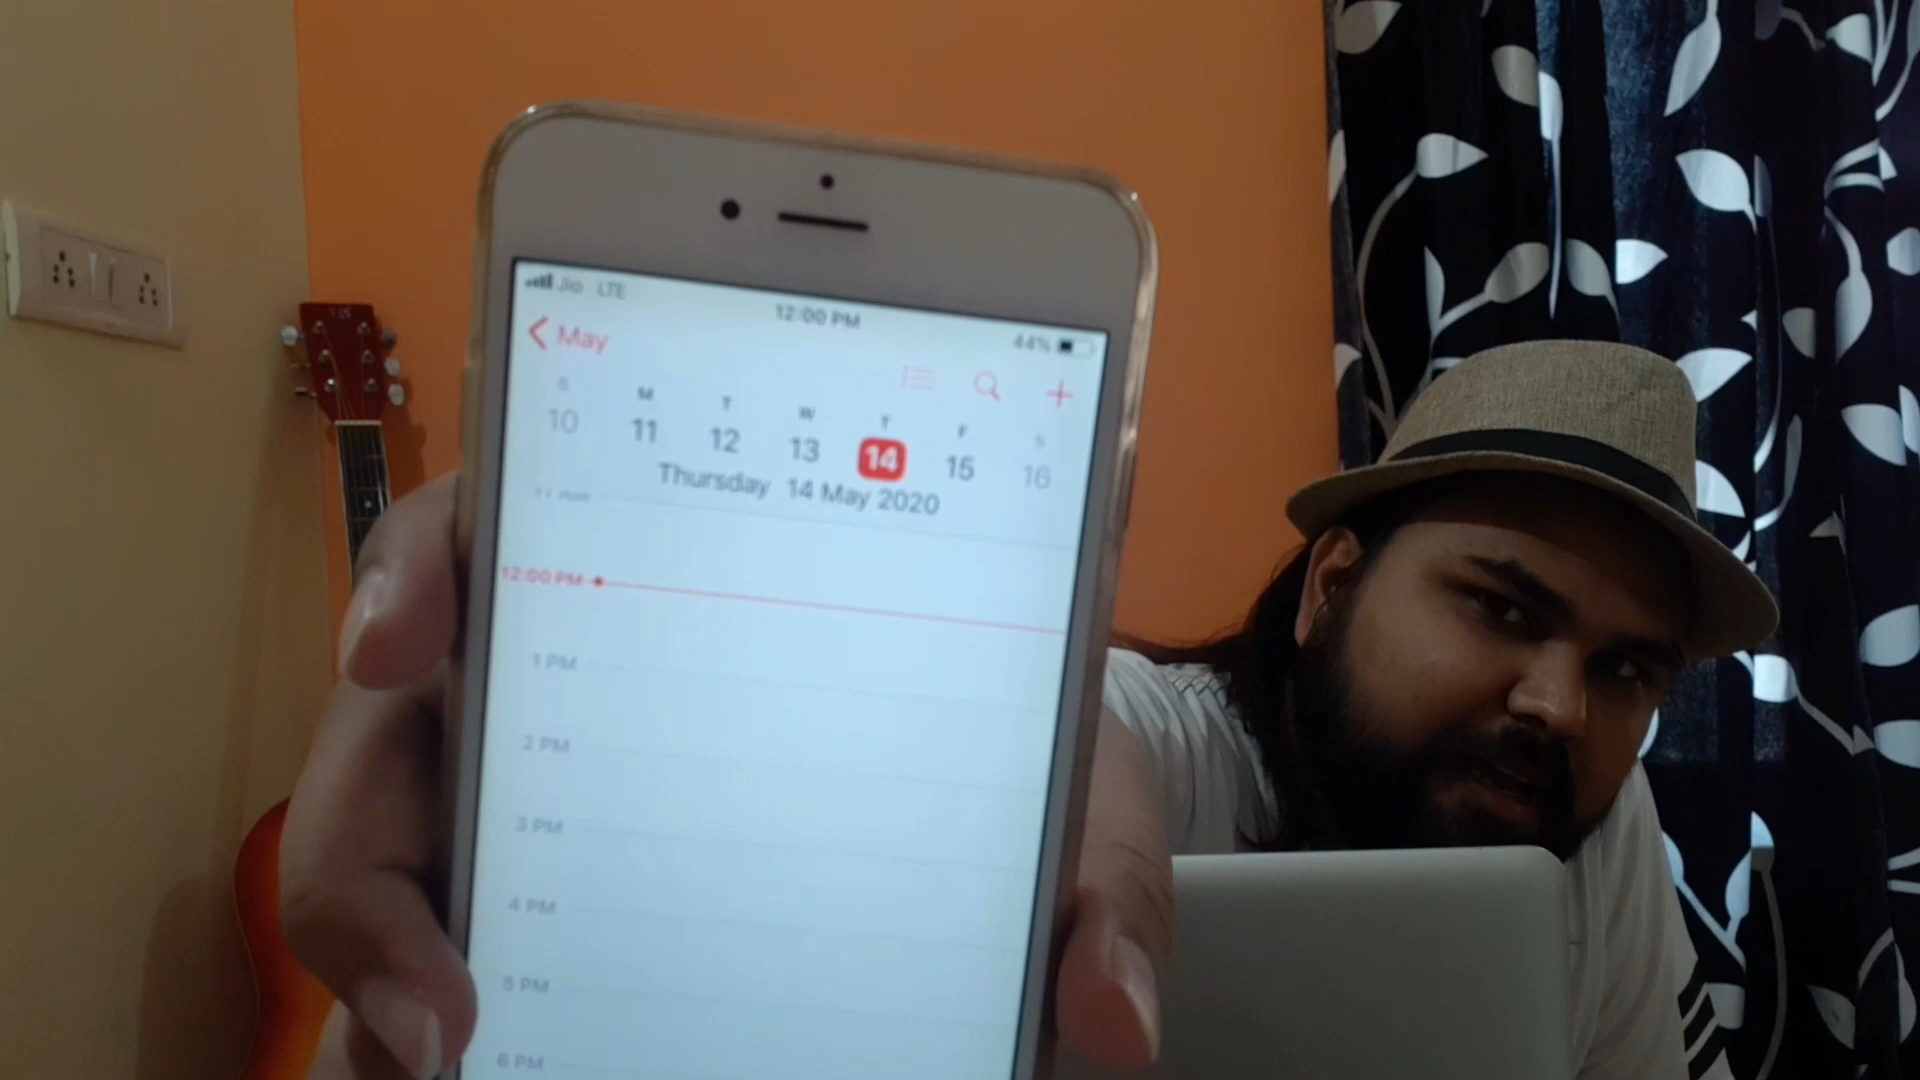 Jio LTE
12:00 PM
44%
May
S M T W T F S
10 11 12 13 14 15 16
Thursday 14 May 2020
12:00 PM
1 PM
2 PM
3 PM
4 PM
5 PM
6 PM